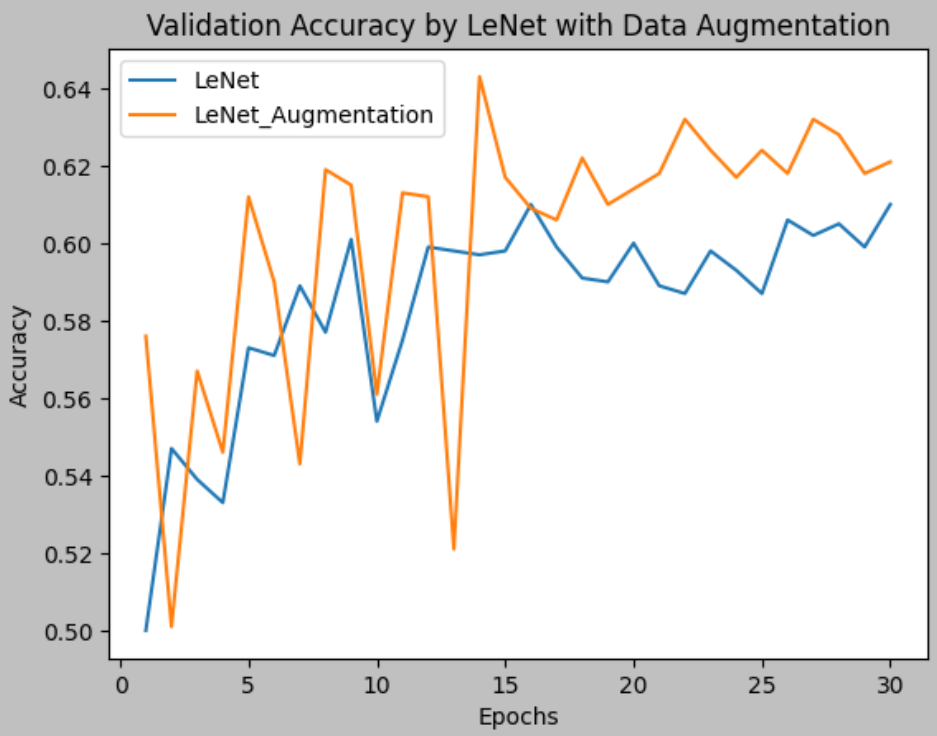 Validation Accuracy by LeNet with Data Augmentation
LeNet
LeNet_Augmentation
Accuracy
0.64
0.62
0.60
0.58
0.56
0.54
0.52
0.50
0 5 10 15 20 25 30
Epochs